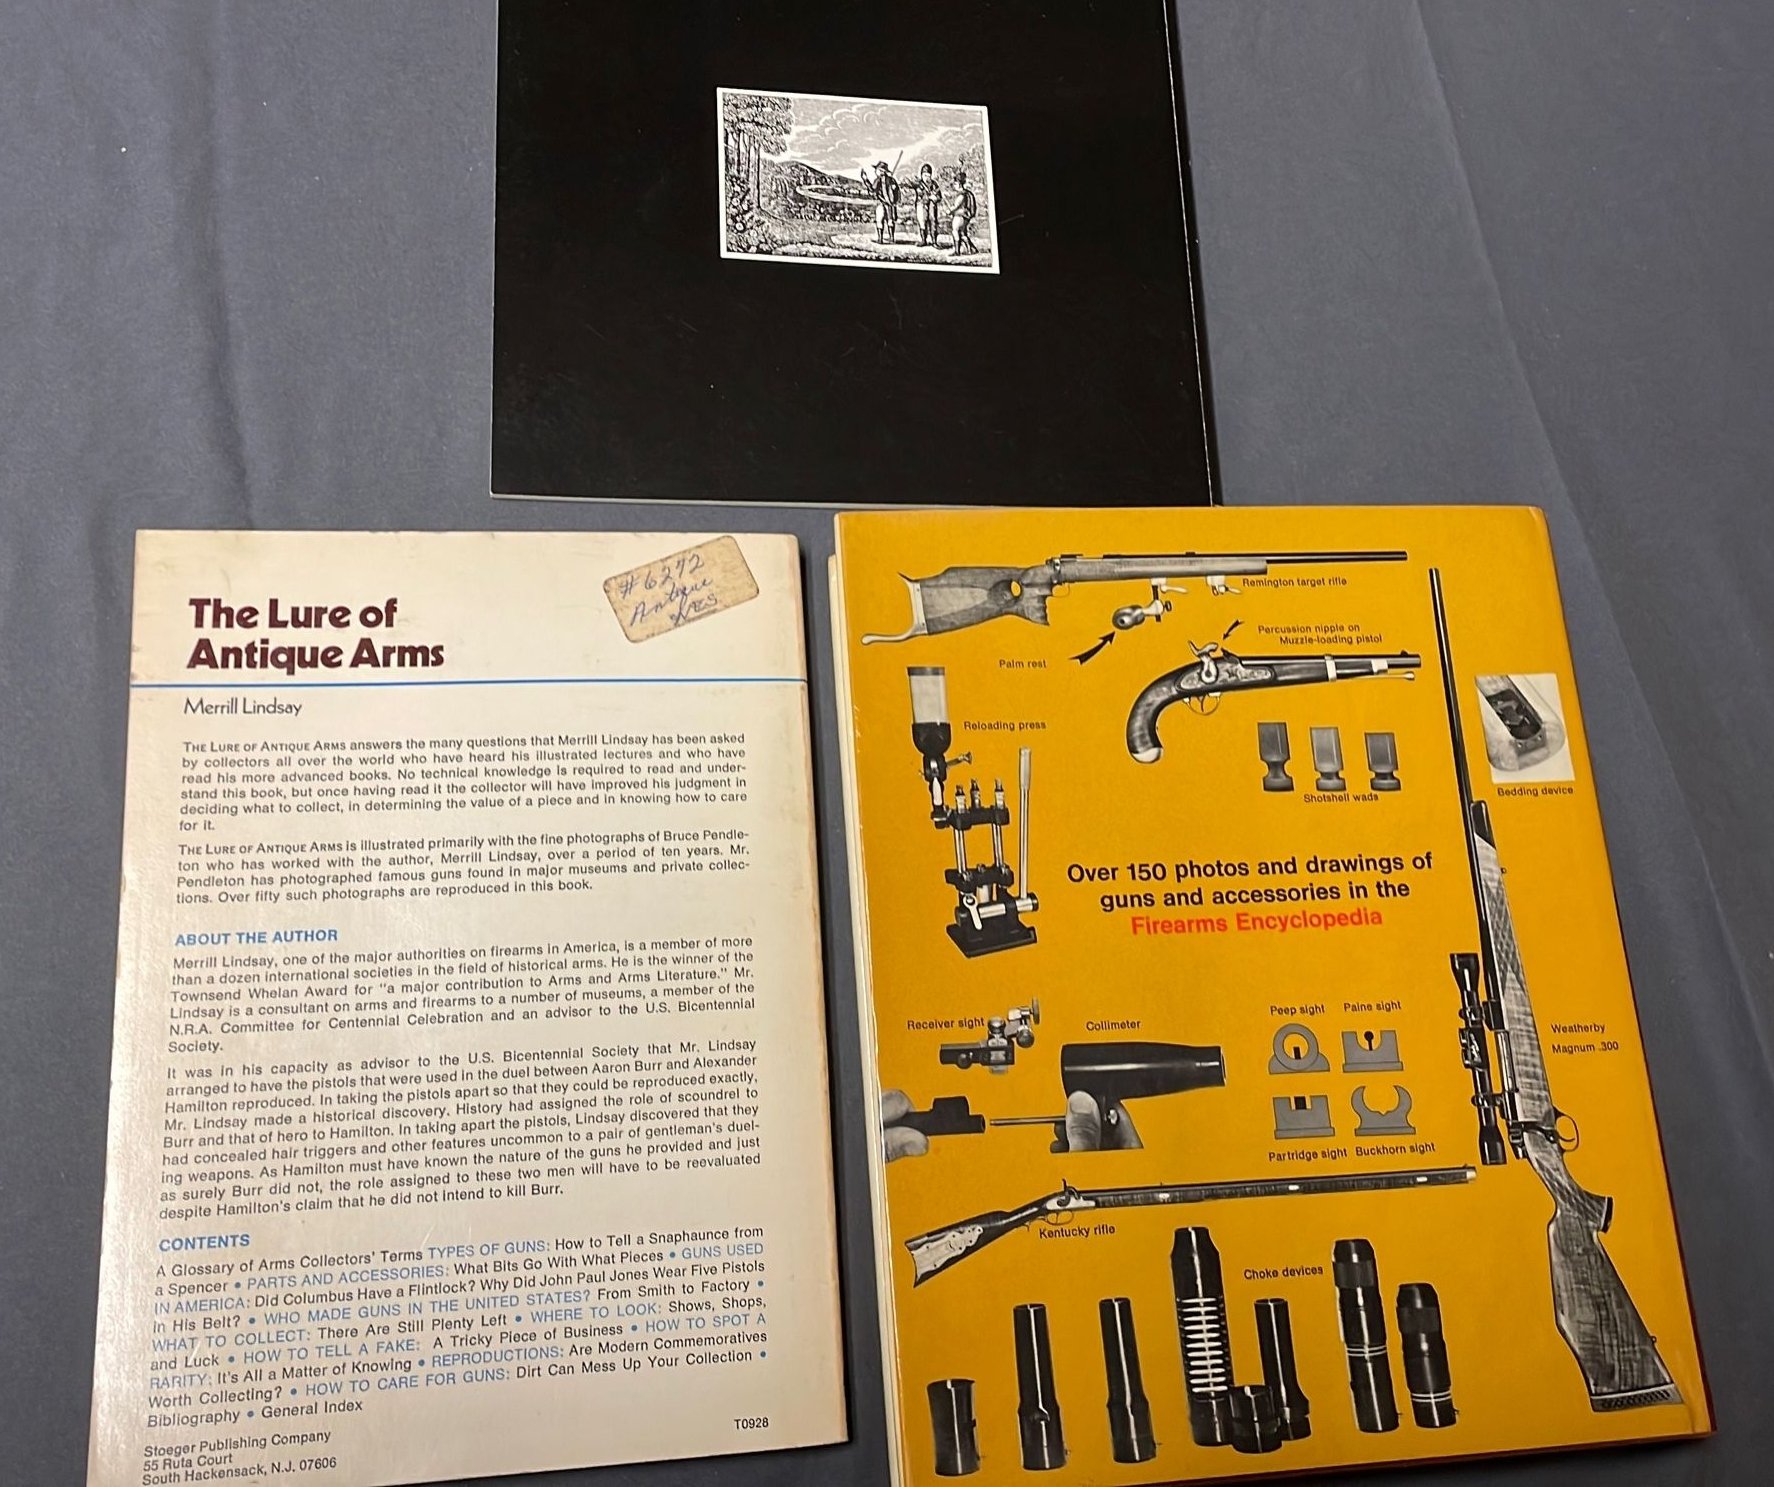 The Lure of
Antique Arms
#6272
Antique
Merrill Lindsay
THE LURE OF ANTIQUE ARMS answers the many questions that Merrill Lindsay has been asked
by collectors all over the world who have heard his illustrated lectures and who have
read his more advanced books. No technical knowledge is required to read and under-
stand this book, but once having read it the collector will have improved his judgment in
deciding what to collect, in determining the value of a piece and in knowing how to care
for it.
THE LURE OF ANTIQUE ARMS is illustrated primarily with the fine photographs of Bruce Pendle-
ton who has worked with the author, Merrill Lindsay, over a period of ten years. Mr.
Pendleton has photographed famous guns found in major museums and private collec-
tions. Over fifty such photographs are reproduced in this book.
ABOUT THE AUTHOR
Merrill Lindsay, one of the major authorities on firearms in America, is a member of more
than a dozen international societies in the field of historical arms. He is the winner of the
Townsend Whelan Award for "a major contribution to Arms and Arms Literature." Mr.
Lindsay is a consultant on arms and firearms to a number of museums, a member of the
N.R.A. Committee for Centennial Celebration and an advisor to the U.S. Bicentennial
Society.
It was in his capacity as advisor to the U.S. Bicentennial Society that Mr. Lindsay
arranged to have the pistols that were used in the duel between Aaron Burr and Alexander
Hamilton reproduced. In taking the pistols apart so that they could be reproduced exactly,
Mr. Lindsay made a historical discovery. History had assigned the role of scoundrel to
Burr and that of hero to Hamilton. In taking apart the pistols, Lindsay discovered that they
had concealed hair triggers and other features uncommon to a pair of gentleman's duel-
ing weapons. As Hamilton must have known the nature of the guns he provided and just
as surely Burr did not, the role assigned to these two men will have to be reevaluated
despite Hamilton's claim that he did not intend to kill Burr.
CONTENTS
A Glossary of Arms Collectors' Terms TYPES OF GUNS: How to Tell a Snaphaunce from
a Spencer • PARTS AND ACCESSORIES: What Bits Go With What Pieces • GUNS USED
IN AMERICA: Did Columbus Have a Flintlock? Why Did John Paul Jones Wear Five Pistols
in His Belt? • WHO MADE GUNS IN THE UNITED STATES? From Smith to Factory •
WHAT TO COLLECT: There Are Still Plenty Left • WHERE TO LOOK: Shows, Shops,
and Luck • HOW TO TELL A FAKE: A Tricky Piece of Business • HOW TO SPOT A
RARITY: It's All a Matter of Knowing • REPRODUCTIONS: Are Modern Commemoratives
Worth Collecting? • HOW TO CARE FOR GUNS: Dirt Can Mess Up Your Collection •
Bibliography • General Index
T0928
Stoeger Publishing Company
55 Ruta Court
South Hackensack, N.J. 07606
Remington target rifle
Percussion nipple on
Muzzle-loading pistol
Palm rest
Reloading press
Bedding device
Shotshell wads
Over 150 photos and drawings of
guns and accessories in the
Firearms Encyclopedia
Peep sight
Paine sight
Receiver sight
Collimeter
Weatherby
Magnum .300
Partridge sight
Buckhorn sight
Kentucky rifle
Choke devices